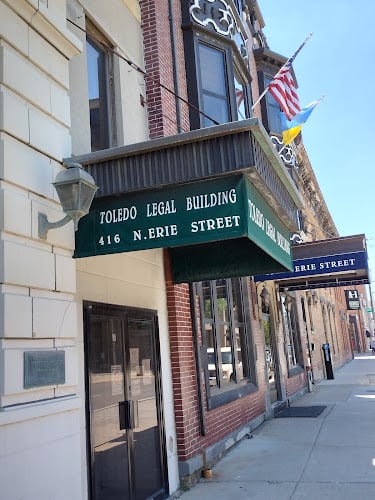 TOLEDO LEGAL BUILDING
416 N. ERIE STREET
TOLEDO LEGAL BUILDING
ERIE STREET
H